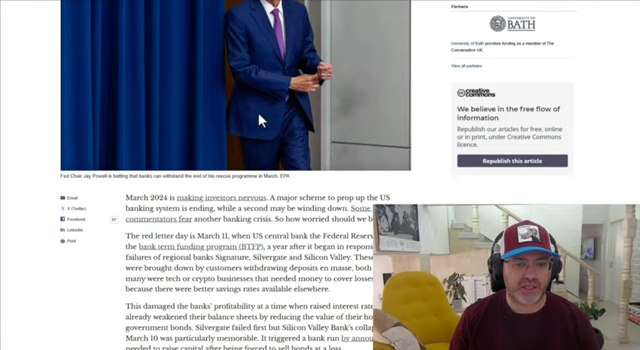 Partners
UNIVERSITY OF
BATH
University of Bath provides funding as a member of The
Conversation UK.
View all partners
creative
commons
We believe in the free flow of
information
Republish our articles for free, online
or in print, under Creative Commons
licence.
Republish this article
Fed Chair Jay Powell is betting that banks can withstand the end of his rescue programme in March. EPA
Email
X (Twitter)
Facebook
LinkedIn
Print
March 2024 is making investors nervous. A major scheme to prop up the US
banking system is ending, while a second may be winding down. Some
commentators fear another banking crisis. So how worried should we b
The red letter day is March 11, when US central bank the Federal Reserv
the bank term funding program (BTFP), a year after it began in respon
failures of regional banks Signature, Silvergate and Silicon Valley. These
were brought down by customers withdrawing deposits en masse, both
many were tech or crypto businesses that needed money to cover losses
because there were better savings rates available elsewhere.
This damaged the banks' profitability at a time when raised interest rate
already weakened their balance sheets by reducing the value of their ho
government bonds. Silvergate failed first but Silicon Valley Bank's colla
March 10 was particularly memorable. It triggered a bank run by annou
needed to raise capital after being forced to sell bonds at a loss.